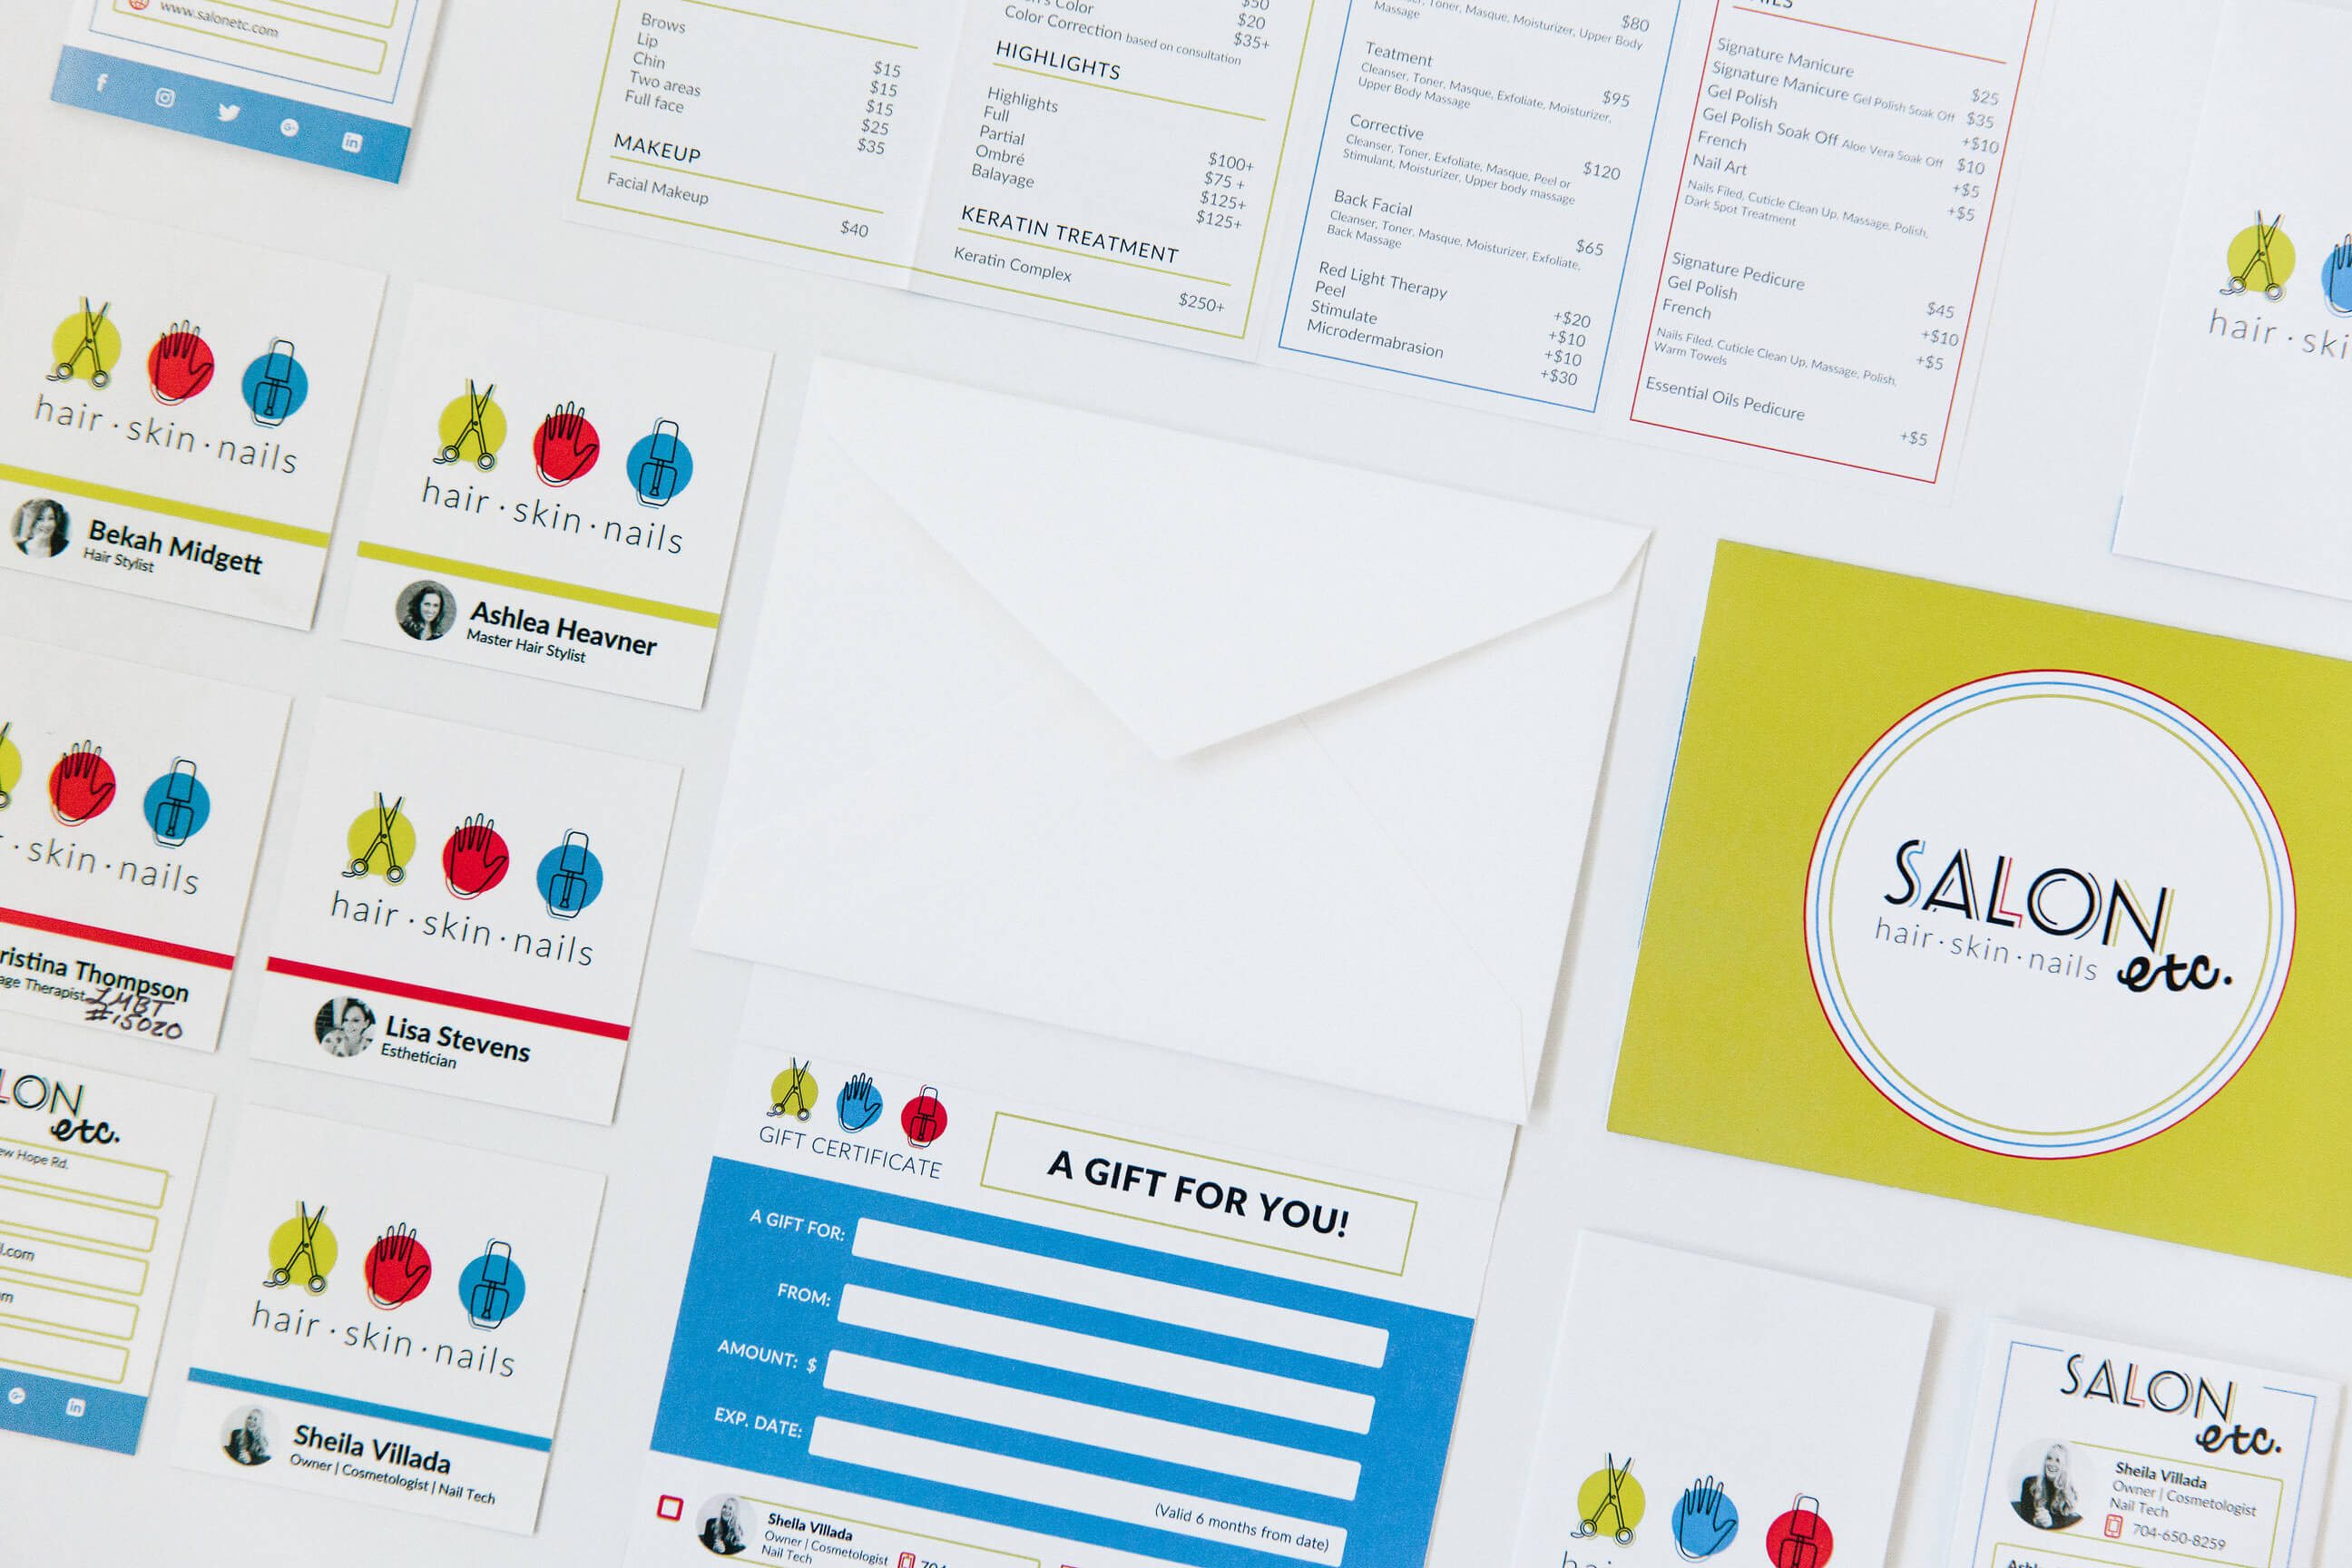 www.salonetc.com
Brows $15
Lip $15
Chin $15
Two areas $25
Full face $35
MAKEUP
Facial Makeup $40
Color $50
$20
Color Correction based on consultation $35+
HIGHLIGHTS
Highlights
Full $100+
Partial $75 +
Ombré $125+
Balayage $125+
KERATIN TREATMENT
Keratin Complex $250+
Toner, Masque, Moisturizer, Upper Body $80
Massage
Teatment
Cleanser, Toner, Masque, Exfoliate, Moisturizer, $95
Upper Body Massage
Corrective
Cleanser, Toner, Exfoliate, Masque, Peel or $120
Stimulant, Moisturizer, Upper body massage
Back Facial
Cleanser, Toner, Masque, Moisturizer, Exfoliate, $65
Back Massage
Red Light Therapy +$20
Peel +$10
Stimulate +$10
Microdermabrasion +$30
Signature Manicure $25
Signature Manicure Gel Polish Soak Off $35
Gel Polish +$10
Gel Polish Soak Off Aloe Vera Soak Off $10
French +$5
Nail Art +$5
Nails Filed, Cuticle Clean Up, Massage, Polish,
Dark Spot Treatment
Signature Pedicure $45
Gel Polish +$10
French +$5
Nails Filed, Cuticle Clean Up, Massage, Polish,
Warm Towels
Essential Oils Pedicure +$5
hair · ski
hair · skin · nails
Bekah Midgett
Hair Stylist
hair · skin · nails
Ashlea Heavner
Master Hair Stylist
· skin · nails
ristina Thompson
age Therapist LMBT
#15020
hair · skin · nails
Lisa Stevens
Esthetician
LON
etc.
ew Hope Rd.
l.com
m
hair · skin · nails
Sheila Villada
Owner | Cosmetologist | Nail Tech
SALON
hair · skin · nails etc.
GIFT CERTIFICATE
A GIFT FOR YOU!
A GIFT FOR:
FROM:
AMOUNT: $
EXP. DATE:
(Valid 6 months from date)
Sheila Villada
Owner | Cosmetologist
Nail Tech
704
SALON
etc.
Sheila Villada
Owner | Cosmetologist
Nail Tech
704-650-8259